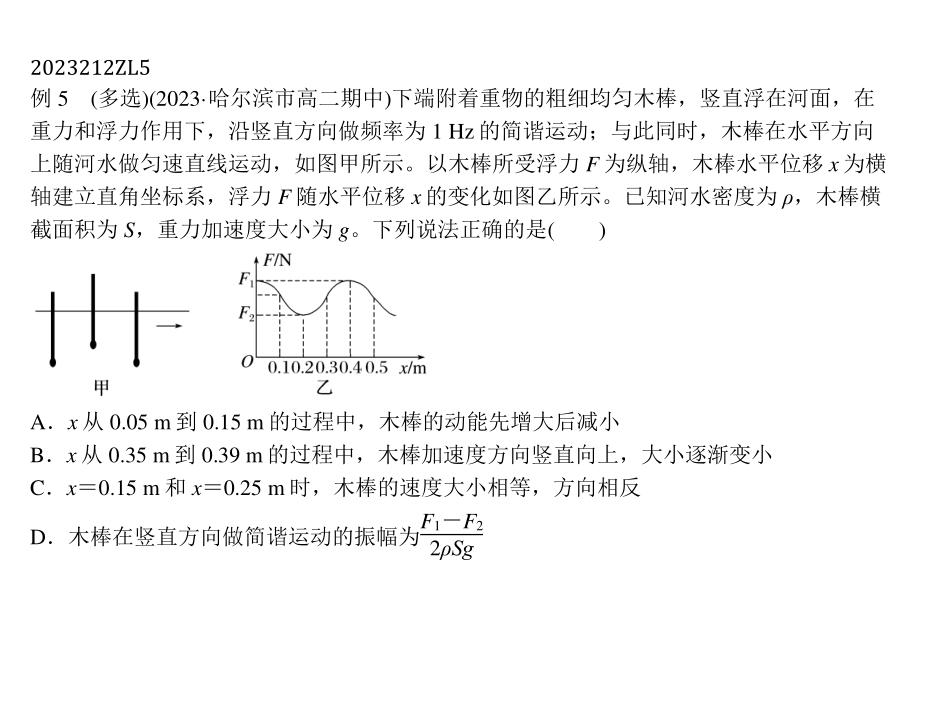 2023212ZL5
例 5 (多选)(2023·哈尔滨市高二期中)下端附着重物的粗细均匀木棒，竖直浮在河面，在
重力和浮力作用下，沿竖直方向做频率为 1 Hz 的简谐运动；与此同时，木棒在水平方向
上随河水做匀速直线运动，如图甲所示。以木棒所受浮力 F 为纵轴，木棒水平位移 x 为横
轴建立直角坐标系，浮力 F 随水平位移 x 的变化如图乙所示。已知河水密度为 ρ，木棒横
截面积为 S，重力加速度大小为 g。下列说法正确的是(  )
F/N
F₁
F₂
O 0.1 0.2 0.3 0.4 0.5 x/m
甲 乙
A．x 从 0.05 m 到 0.15 m 的过程中，木棒的动能先增大后减小
B．x 从 0.35 m 到 0.39 m 的过程中，木棒加速度方向竖直向上，大小逐渐变小
C．x＝0.15 m 和 x＝0.25 m 时，木棒的速度大小相等，方向相反
D．木棒在竖直方向做简谐运动的振幅为 F₁－F₂/2ρSg